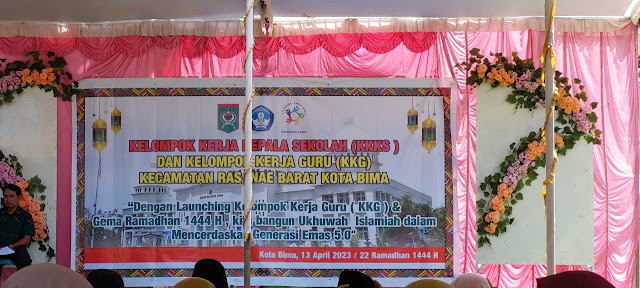 KELOMPOK KERJA KEPALA SEKOLAH (KKKS )
DAN KELOMPOK KERJA GURU (KKG)
KECAMATAN RASANAE BARAT KOTA BIMA
"Dengan Launching Kelompok Kerja Guru ( KKG ) &
Gema Ramadhan 1444 H , kita bangun Ukhuwah Islamiah dalam
Mencerdaskan Generasi Emas 5.0"
Kota Bima, 13 April 2023 / 22 Ramadhan 1444 H